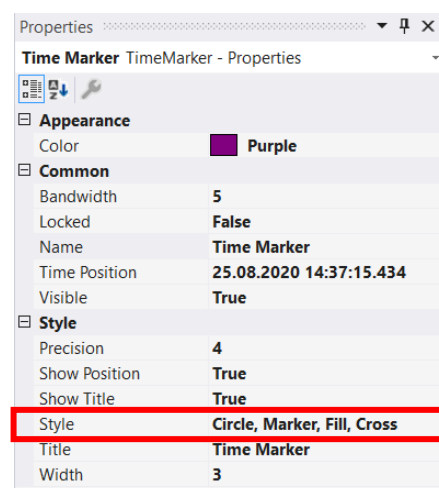 Properties
Time Marker TimeMarker - Properties
Appearance
Color Purple
Common
Bandwidth 5
Locked False
Name Time Marker
Time Position 25.08.2020 14:37:15.434
Visible True
Style
Precision 4
Show Position True
Show Title True
Style Circle, Marker, Fill, Cross
Title Time Marker
Width 3